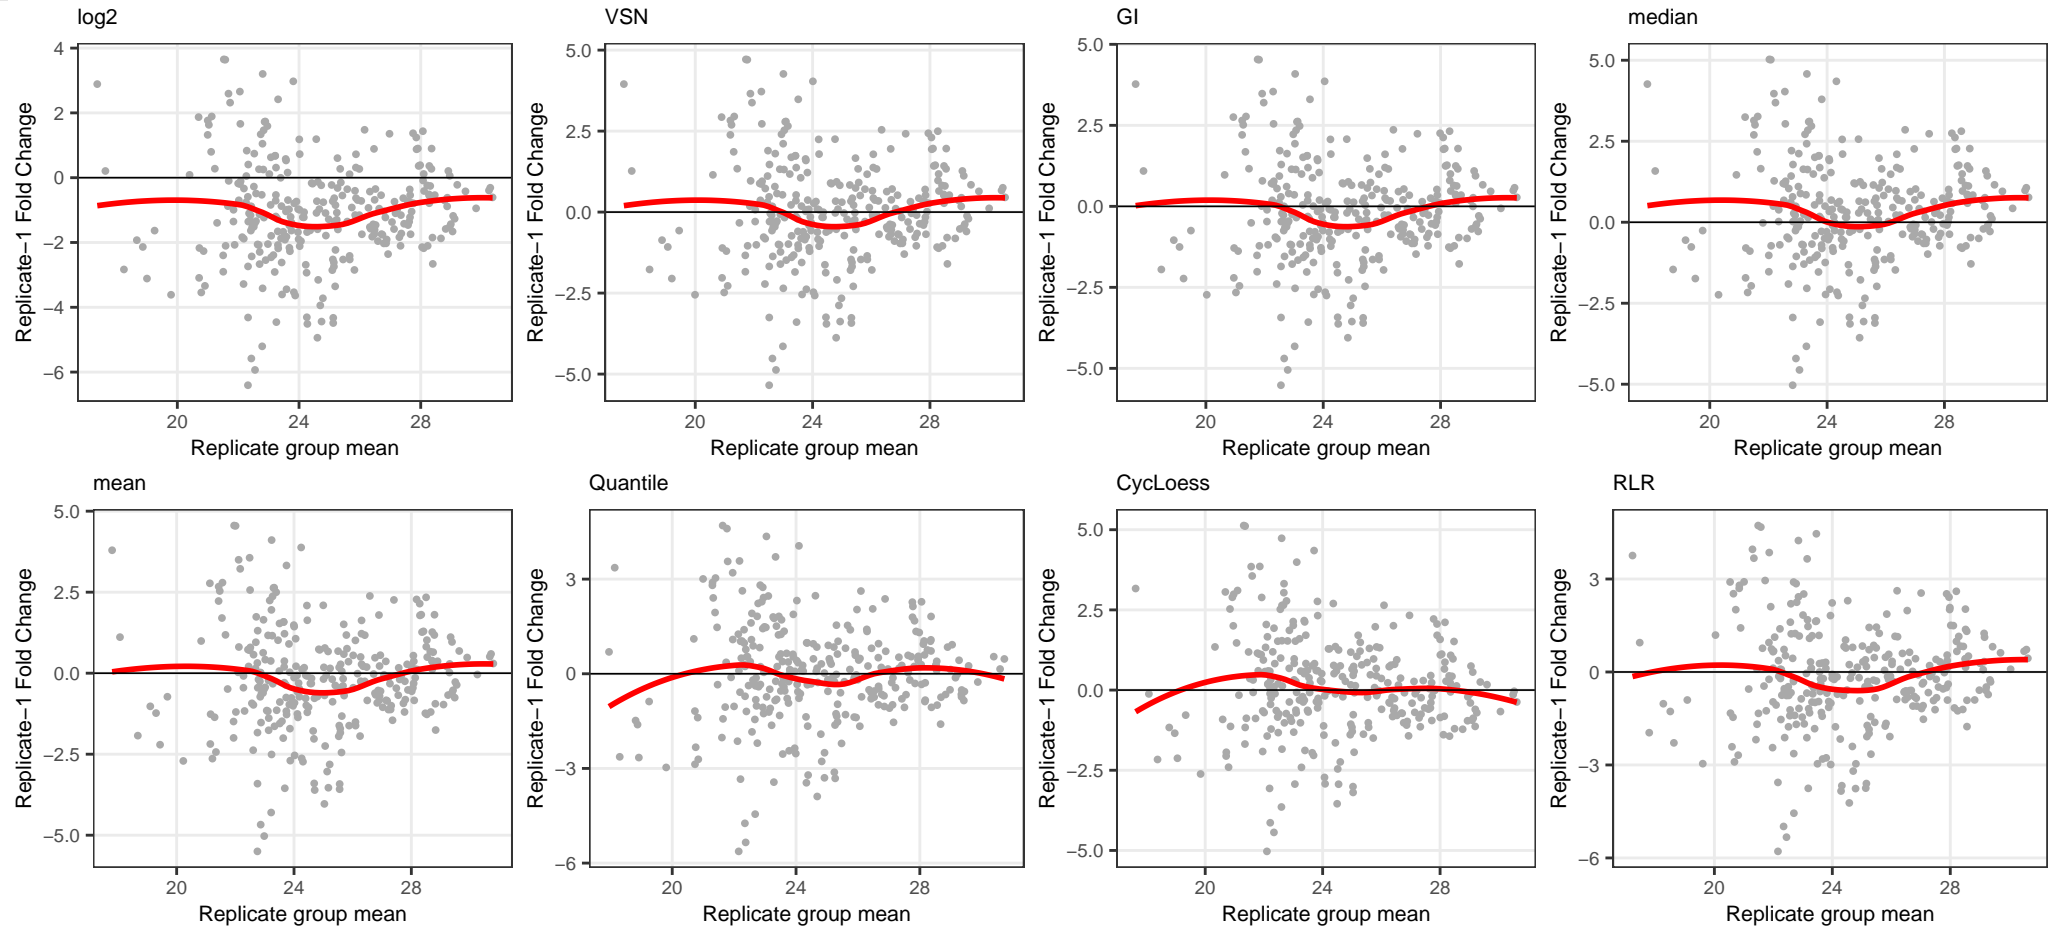 log2
VSN
GI
median
4
2
0
−2
−4
−6
5.0
2.5
0.0
−2.5
−5.0
5.0
2.5
0.0
−2.5
−5.0
5.0
2.5
0.0
−2.5
−5.0
Replicate−1 Fold Change
Replicate−1 Fold Change
Replicate−1 Fold Change
Replicate−1 Fold Change
20 24 28
20 24 28
20 24 28
20 24 28
Replicate group mean
Replicate group mean
Replicate group mean
Replicate group mean
mean
Quantile
CycLoess
RLR
5.0
2.5
0.0
−2.5
−5.0
3
0
−3
−6
5.0
2.5
0.0
−2.5
−5.0
3
0
−3
−6
Replicate−1 Fold Change
Replicate−1 Fold Change
Replicate−1 Fold Change
Replicate−1 Fold Change
20 24 28
20 24 28
20 24 28
20 24 28
Replicate group mean
Replicate group mean
Replicate group mean
Replicate group mean